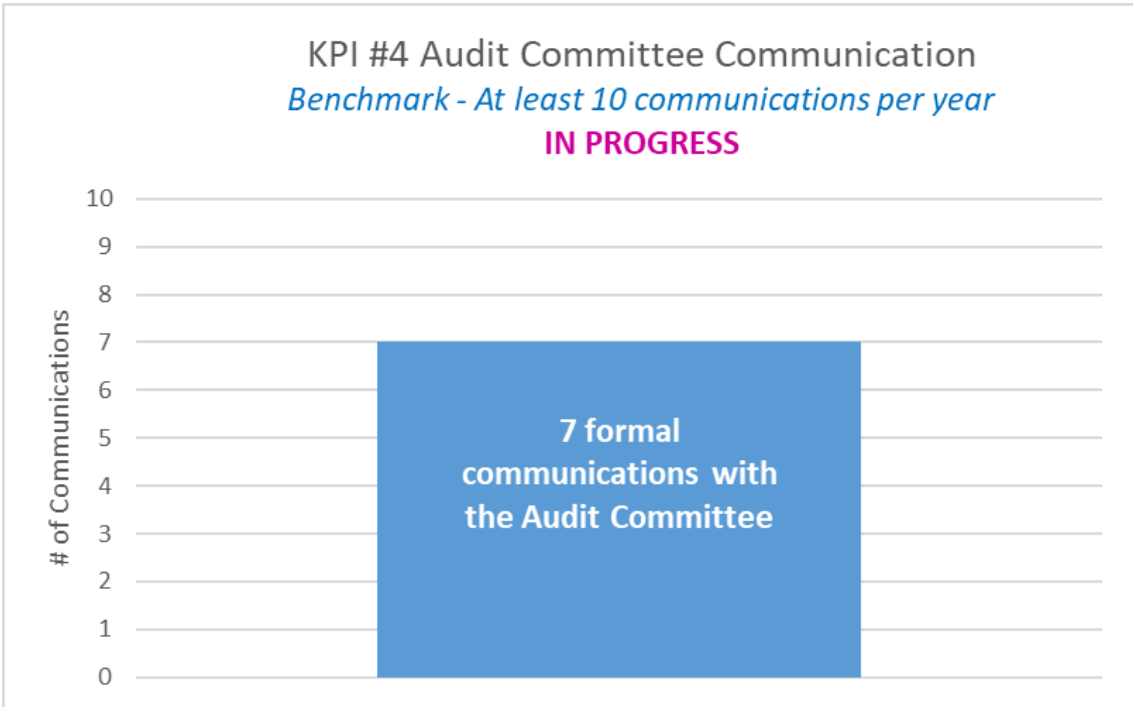 KPI #4 Audit Committee Communication
Benchmark - At least 10 communications per year
IN PROGRESS
10
9
8
7
6
5
4
3
2
1
0
# of Communications
7 formal
communications with
the Audit Committee